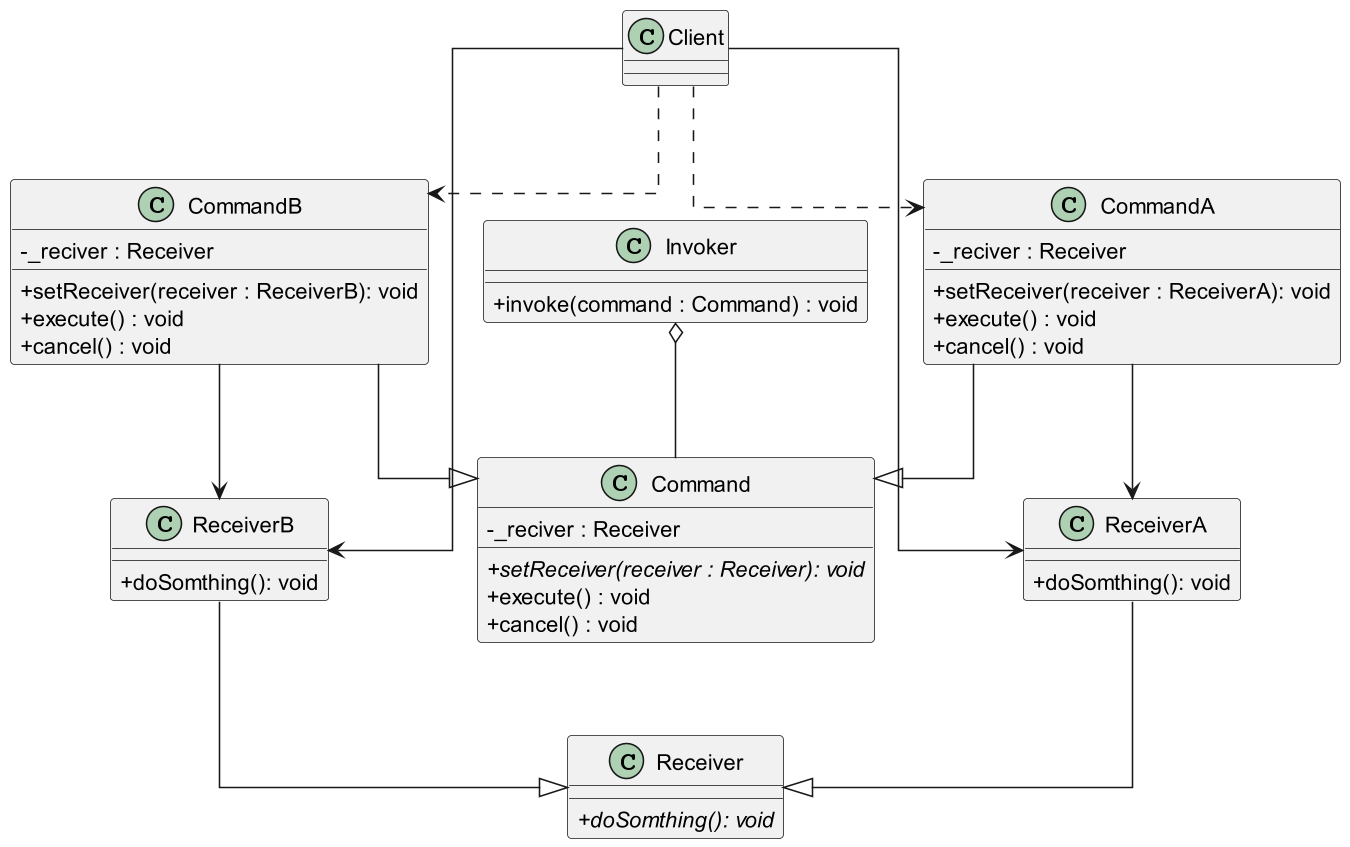 C Client
C CommandB
-_reciver : Receiver
+setReceiver(receiver : ReceiverB): void
+execute() : void
+cancel() : void
C Invoker
+invoke(command : Command) : void
C CommandA
-_reciver : Receiver
+setReceiver(receiver : ReceiverA): void
+execute() : void
+cancel() : void
C ReceiverB
+doSomthing(): void
C Command
-_reciver : Receiver
+setReceiver(receiver : Receiver): void
+execute() : void
+cancel() : void
C ReceiverA
+doSomthing(): void
C Receiver
+doSomthing(): void